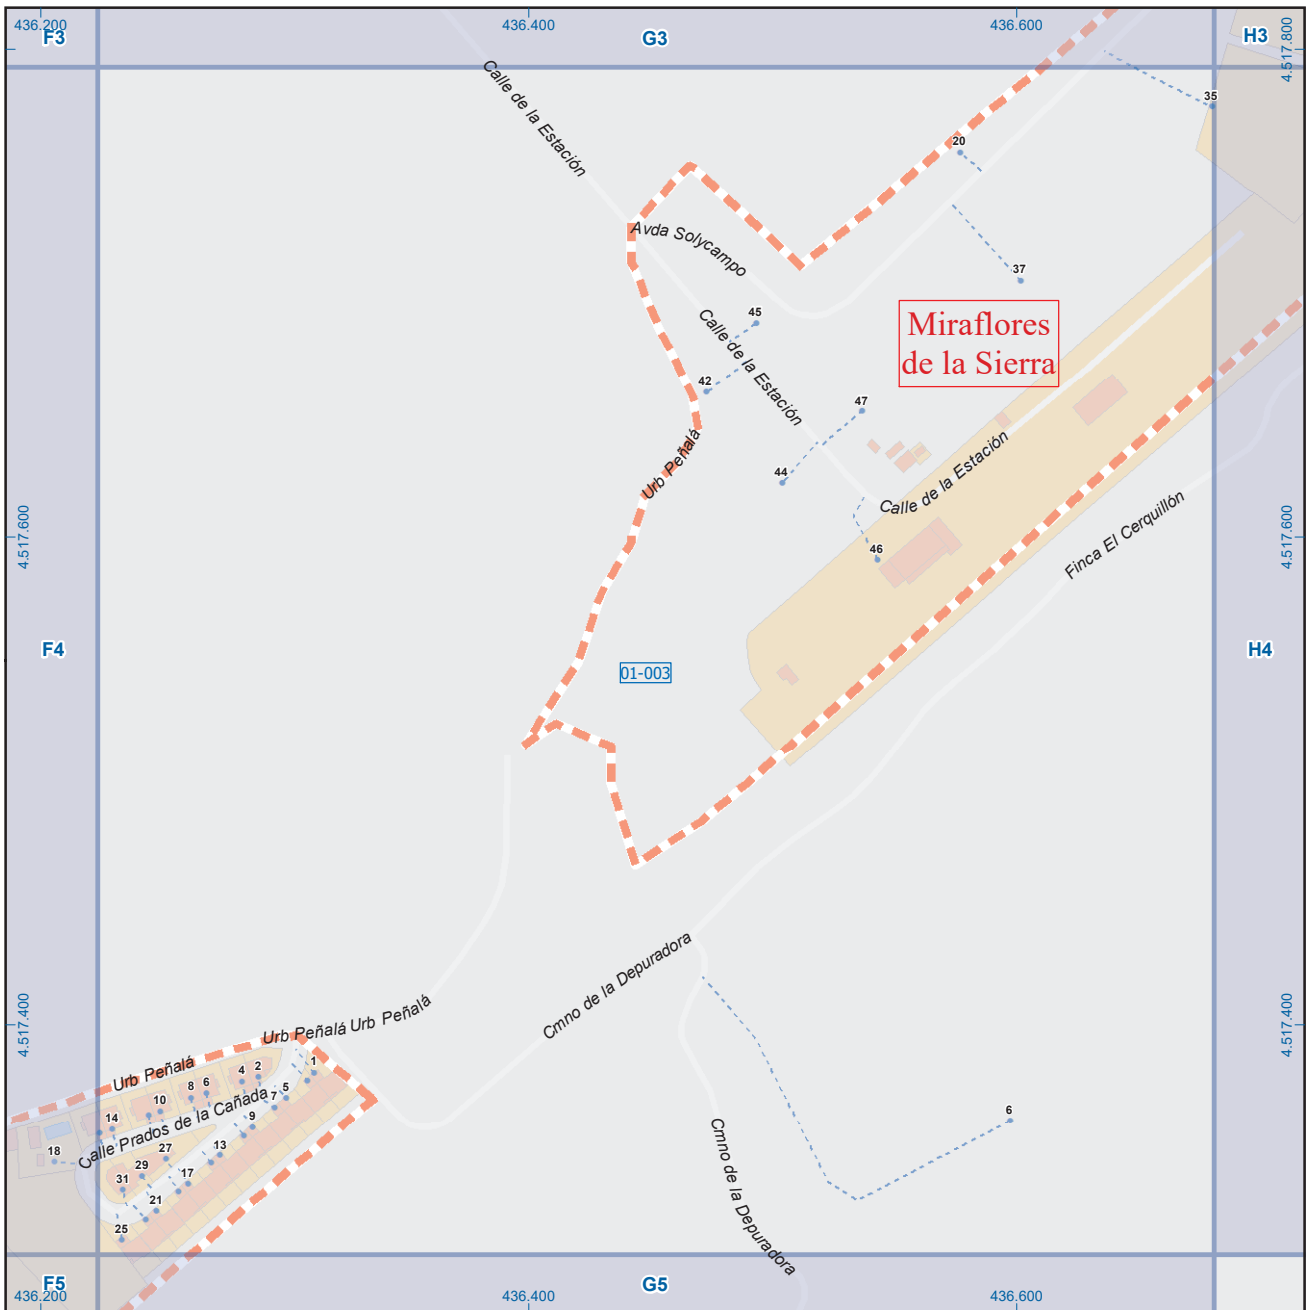 436.200
436.400
436.600
F3
G3
H3
4.517.800
Calle de la Estación
35
20
Avda Solycampo
37
45
Calle de la Estación
Miraflores
de la Sierra
42
47
Urb Peñalá
44
Calle de la Estación
4.517.600
4.517.600
Finca El Cerquillón
46
F4
H4
01-003
Cmno de la Depuradora
4.517.400
4.517.400
Urb Peñalá
Urb Peñalá
Urb Peñalá
1
2
4
6
8
5
7
10
Calle Prados de la Cañada
14
9
6
18
27
13
29
31
17
21
25
Cmno de la Depuradora
F5
G5
436.200
436.400
436.600